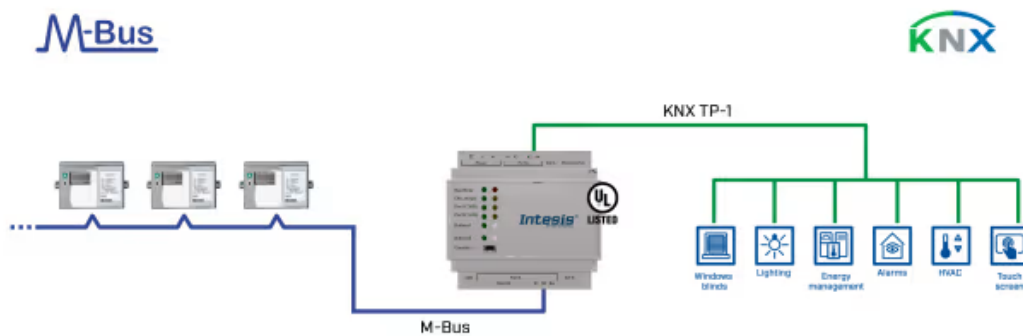 M-Bus
KNX
KNX TP-1
Intesis
UL
LISTED
Windows
blinds
Lighting
Energy
management
Alarms
HVAC
Touch
screen
M-Bus